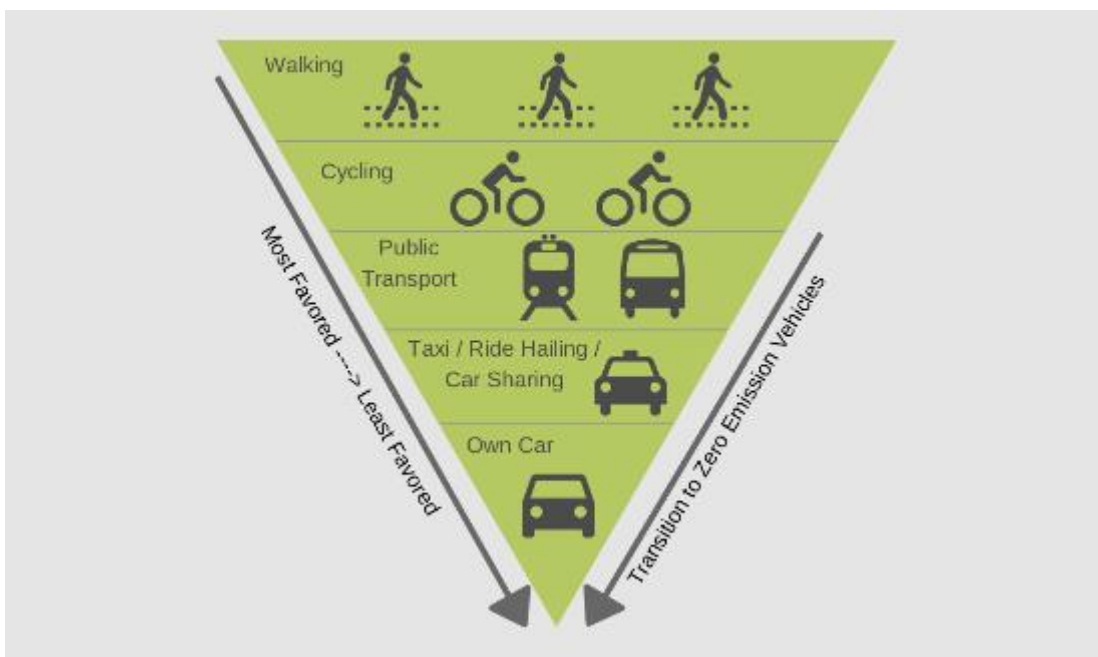 Walking
Cycling
Public
Transport
Taxi / Ride Hailing /
Car Sharing
Own Car
Most Favored ----> Least Favored
Transition to Zero Emission Vehicles